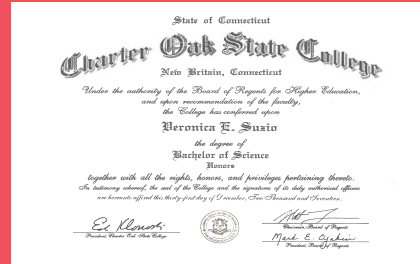 State of Connecticut
Charter Oak State College
New Britain, Connecticut
Under the authority of the Board of Regents for Higher Education,
and upon recommendation of the faculty,
the College has conferred upon
Veronica E. Suzio
the degree of
Bachelor of Science
Honors
together with all the rights, honors, and privileges pertaining thereto.
In testimony whereof, the seal of the College and the signatures of its duly authorized officers
are hereunto affixed this thirty-first day of December, Two Thousand and Seventeen.
President, Charter Oak State College
Chairman, Board of Regents
President, Board of Regents